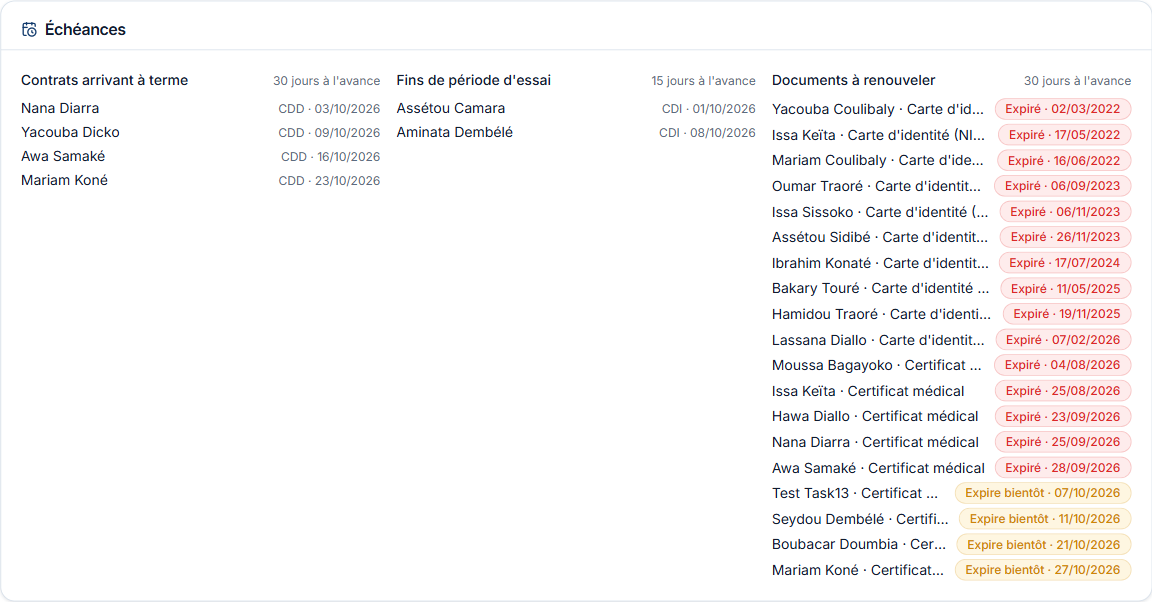 Échéances
Contrats arrivant à terme 30 jours à l'avance
Nana Diarra CDD · 03/10/2026
Yacouba Dicko CDD · 09/10/2026
Awa Samaké CDD · 16/10/2026
Mariam Koné CDD · 23/10/2026
Fins de période d'essai 15 jours à l'avance
Assétou Camara CDI · 01/10/2026
Aminata Dembélé CDI · 08/10/2026
Documents à renouveler 30 jours à l'avance
Yacouba Coulibaly · Carte d'id... Expiré · 02/03/2022
Issa Keïta · Carte d'identité (NI... Expiré · 17/05/2022
Mariam Coulibaly · Carte d'ide... Expiré · 16/06/2022
Oumar Traoré · Carte d'identit... Expiré · 06/09/2023
Issa Sissoko · Carte d'identité (... Expiré · 06/11/2023
Assétou Sidibé · Carte d'identit... Expiré · 26/11/2023
Ibrahim Konaté · Carte d'identit... Expiré · 17/07/2024
Bakary Touré · Carte d'identité ... Expiré · 11/05/2025
Hamidou Traoré · Carte d'identi... Expiré · 19/11/2025
Lassana Diallo · Carte d'identit... Expiré · 07/02/2026
Moussa Bagayoko · Certificat ... Expiré · 04/08/2026
Issa Keïta · Certificat médical Expiré · 25/08/2026
Hawa Diallo · Certificat médical Expiré · 23/09/2026
Nana Diarra · Certificat médical Expiré · 25/09/2026
Awa Samaké · Certificat médical Expiré · 28/09/2026
Test Task13 · Certificat ... Expire bientôt · 07/10/2026
Seydou Dembélé · Certifi... Expire bientôt · 11/10/2026
Boubacar Doumbia · Cer... Expire bientôt · 21/10/2026
Mariam Koné · Certificat... Expire bientôt · 27/10/2026